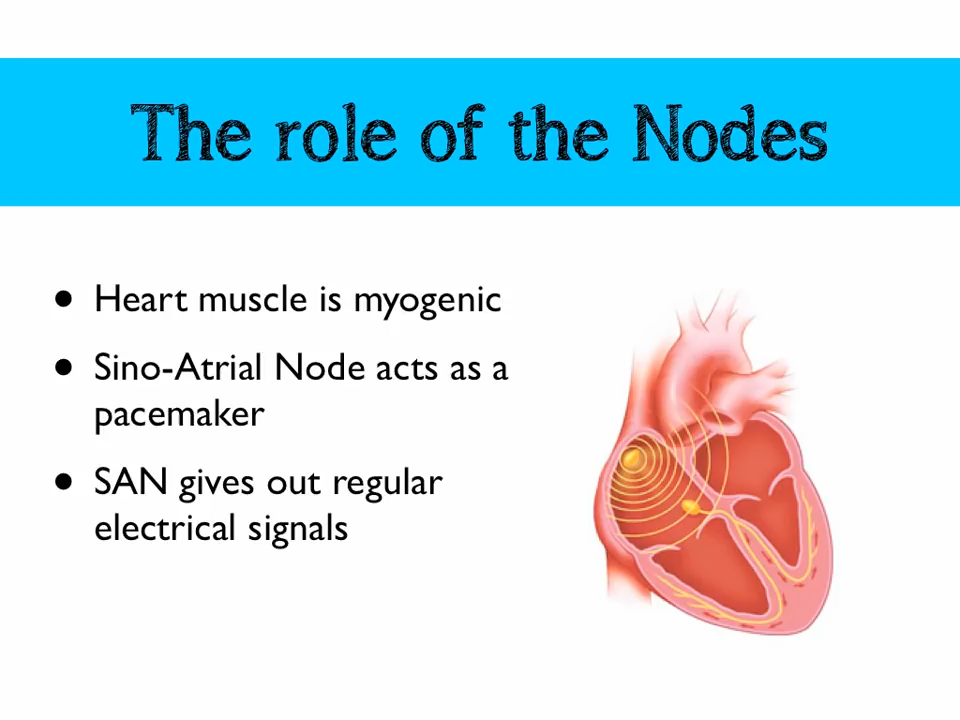 The role of the Nodes
• Heart muscle is myogenic
• Sino-Atrial Node acts as a
pacemaker
• SAN gives out regular
electrical signals